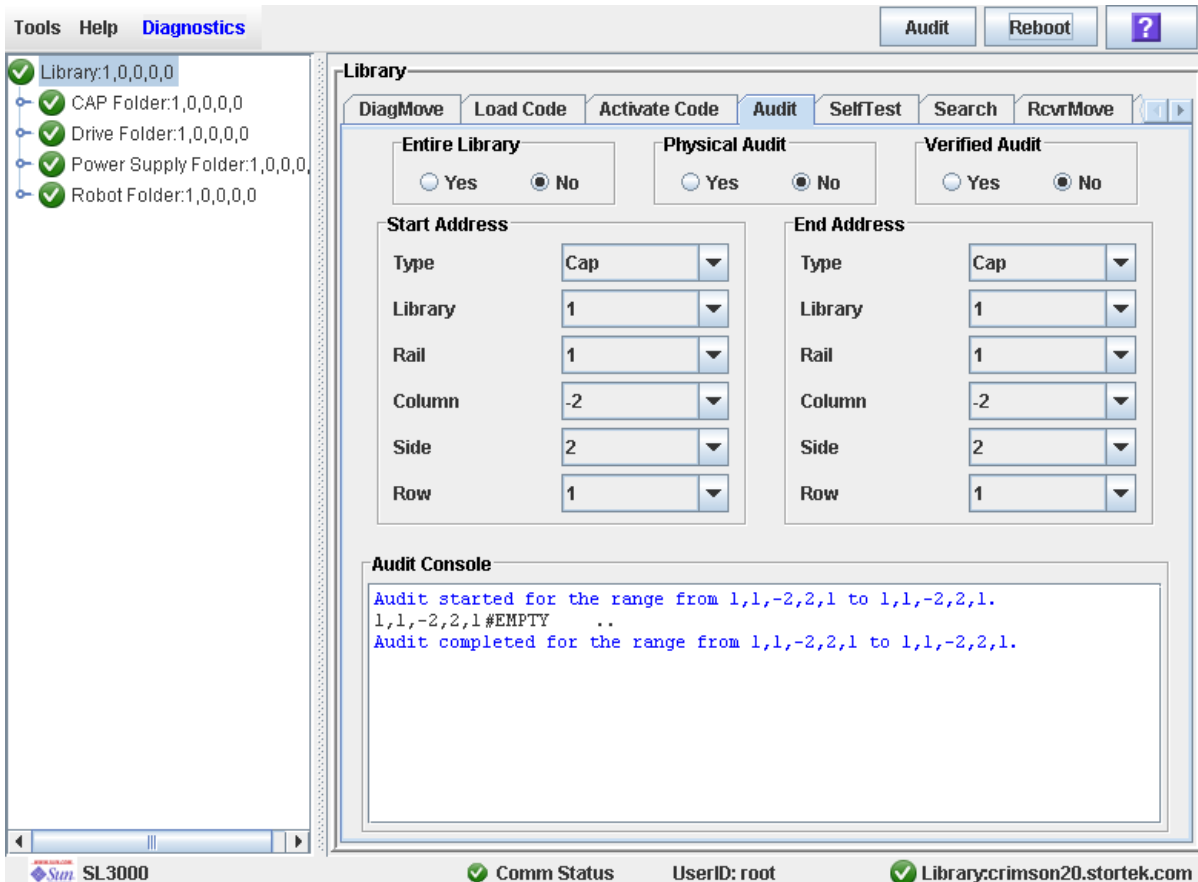 Tools Help Diagnostics Audit Reboot ?
Library:1,0,0,0,0
CAP Folder:1,0,0,0,0
Drive Folder:1,0,0,0,0
Power Supply Folder:1,0,0,0,
Robot Folder:1,0,0,0,0
Library
DiagMove Load Code Activate Code Audit SelfTest Search RcvrMove
Entire Library Physical Audit Verified Audit
Yes No Yes No Yes No
Start Address End Address
Type Cap Type Cap
Library 1 Library 1
Rail 1 Rail 1
Column -2 Column -2
Side 2 Side 2
Row 1 Row 1
Audit Console
Audit started for the range from 1,1,-2,2,1 to 1,1,-2,2,1.
1,1,-2,2,1#EMPTY ..
Audit completed for the range from 1,1,-2,2,1 to 1,1,-2,2,1.
Sun SL3000 Comm Status UserID: root Library:crimson20.stortek.com